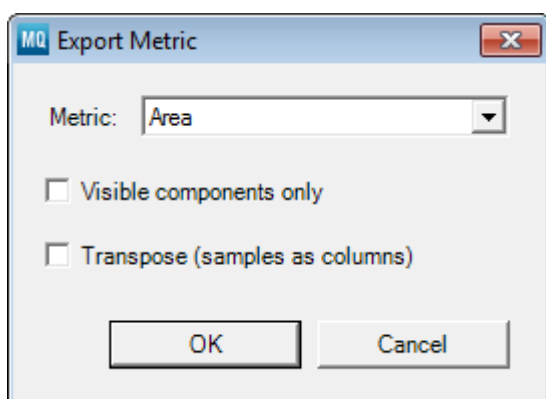 MQ Export Metric
Metric: Area
Visible components only
Transpose (samples as columns)
OK Cancel